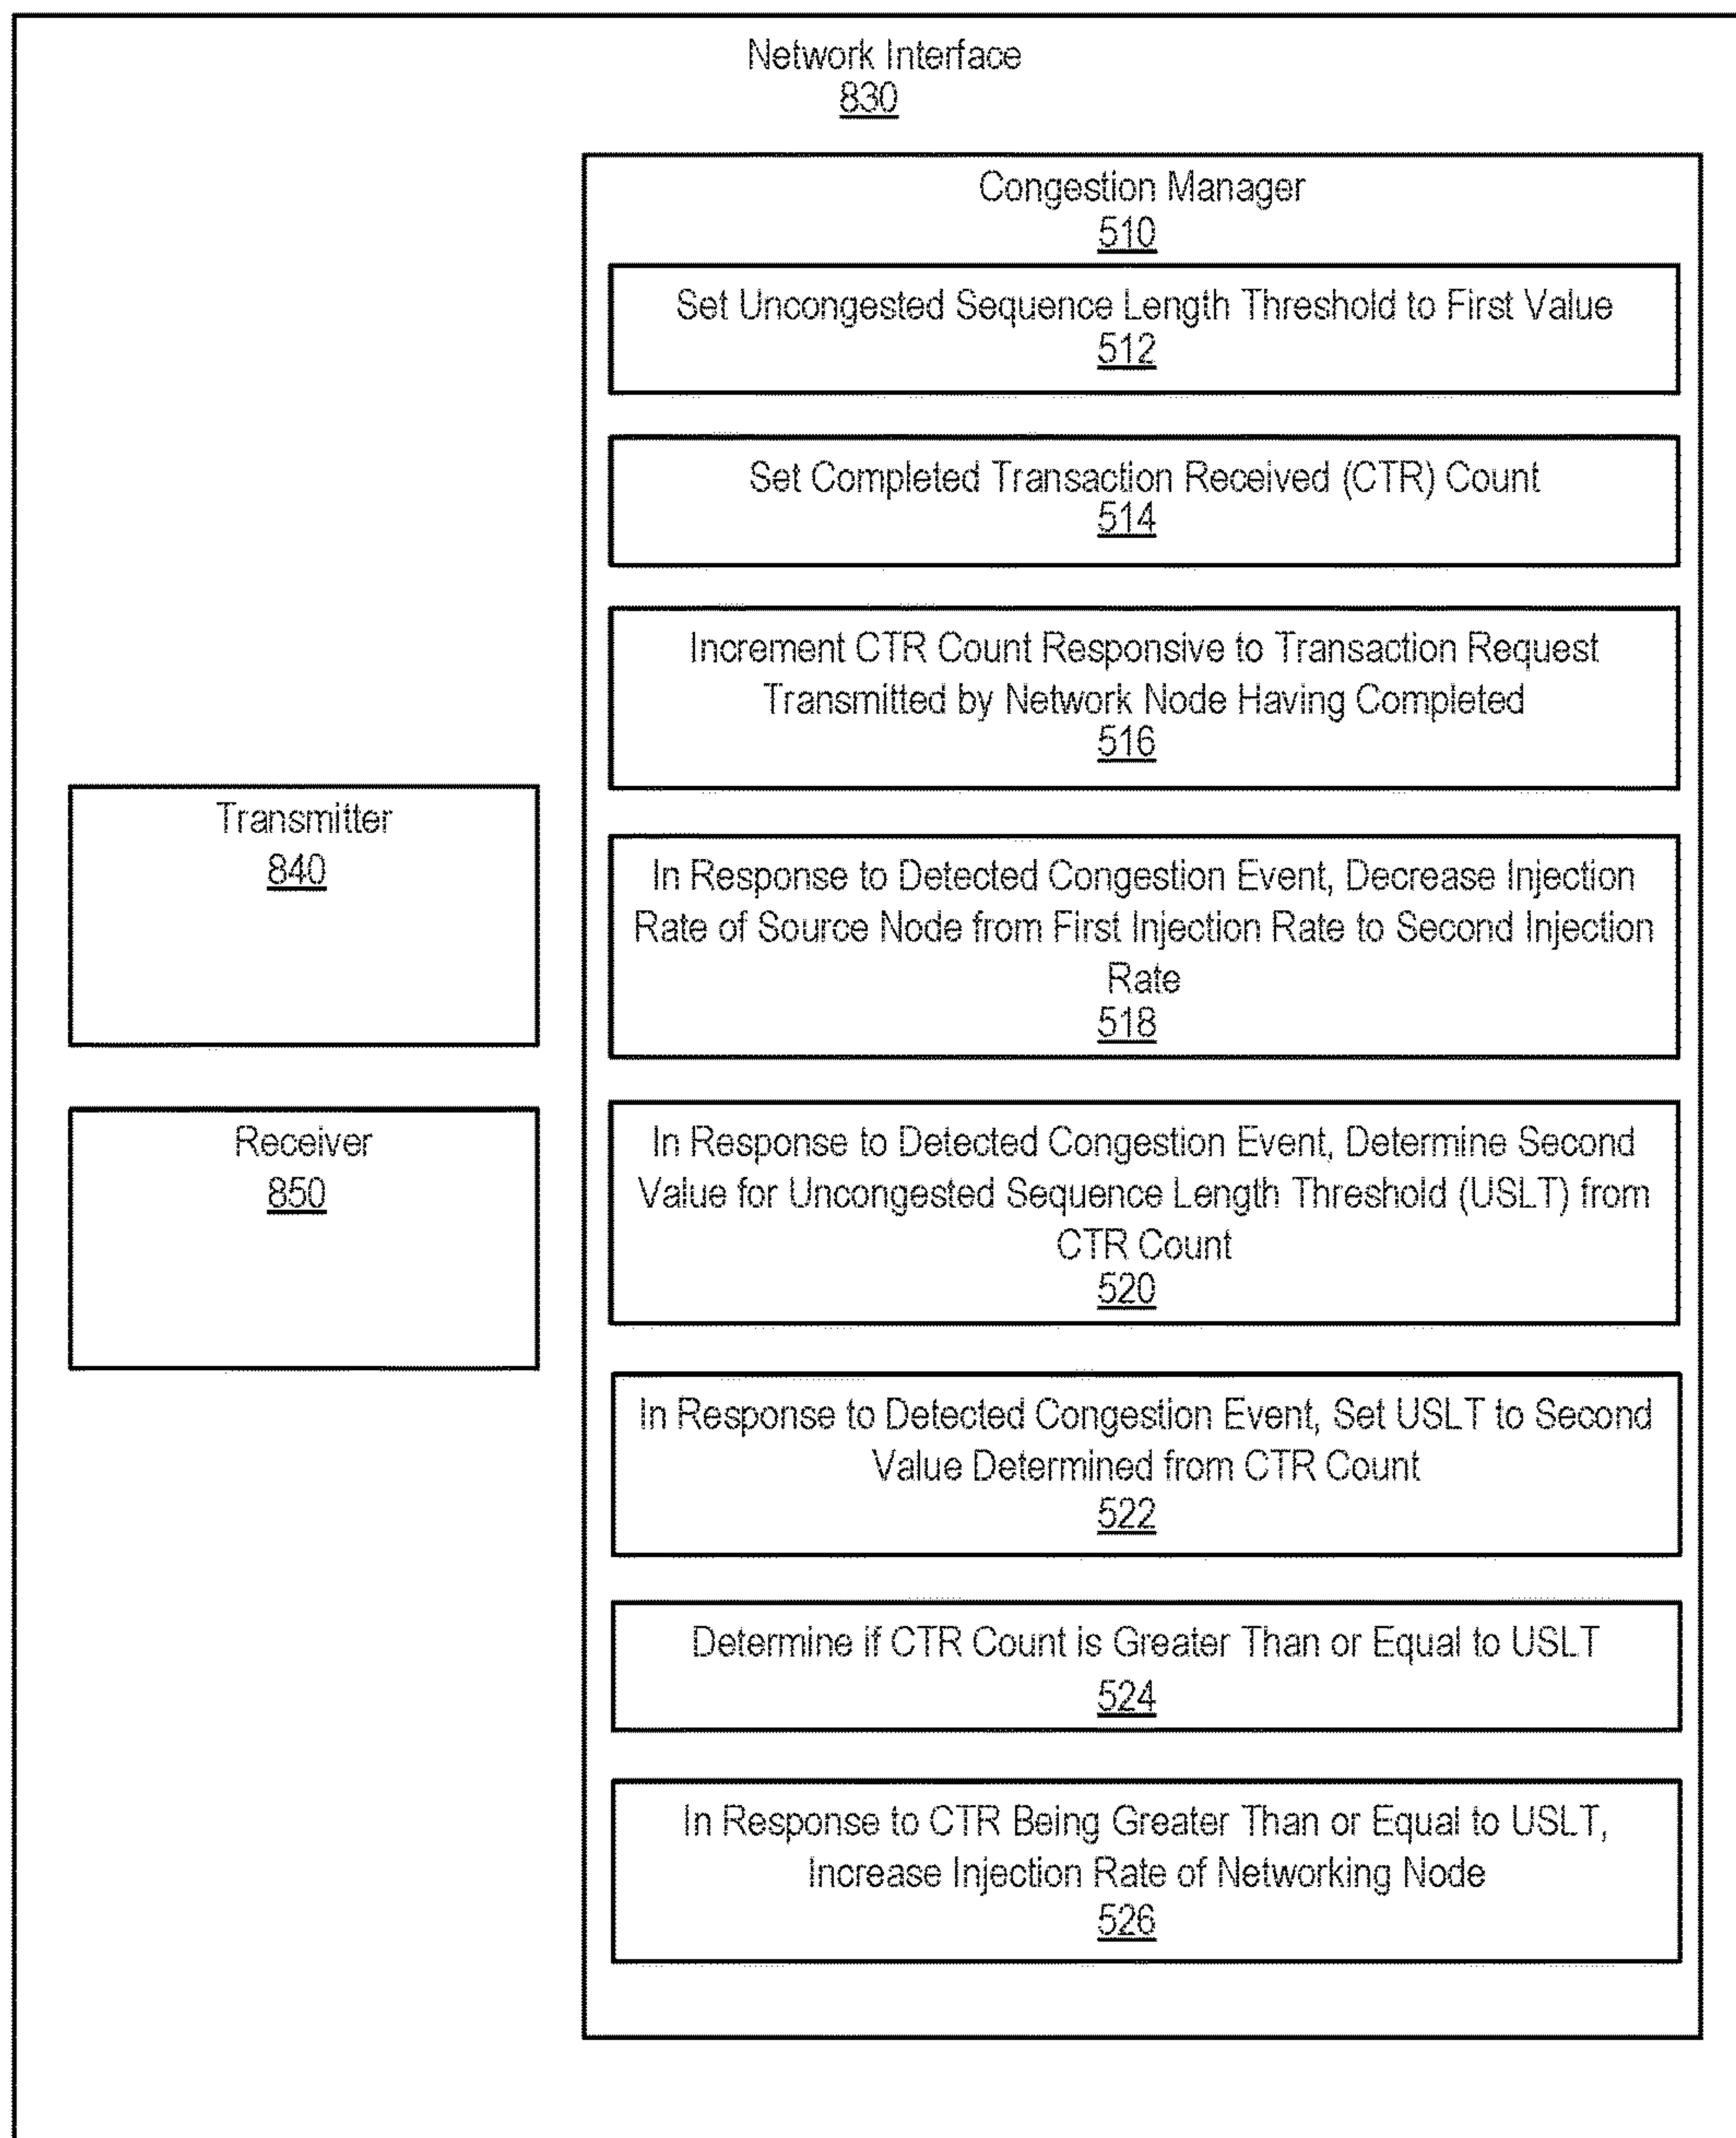 Network Interface
830
Congestion Manager
510
Set Uncongested Sequence Length Threshold to First Value
512
Set Completed Transaction Received (CTR) Count
514
Increment CTR Count Responsive to Transaction Request
Transmitted by Network Node Having Completed
516
Transmitter
840
In Response to Detected Congestion Event, Decrease Injection
Rate of Source Node from First Injection Rate to Second Injection
Rate
518
Receiver
850
In Response to Detected Congestion Event, Determine Second
Value for Uncongested Sequence Length Threshold (USLT) from
CTR Count
520
In Response to Detected Congestion Event, Set USLT to Second
Value Determined from CTR Count
522
Determine if CTR Count is Greater Than or Equal to USLT
524
In Response to CTR Being Greater Than or Equal to USLT,
Increase Injection Rate of Networking Node
526